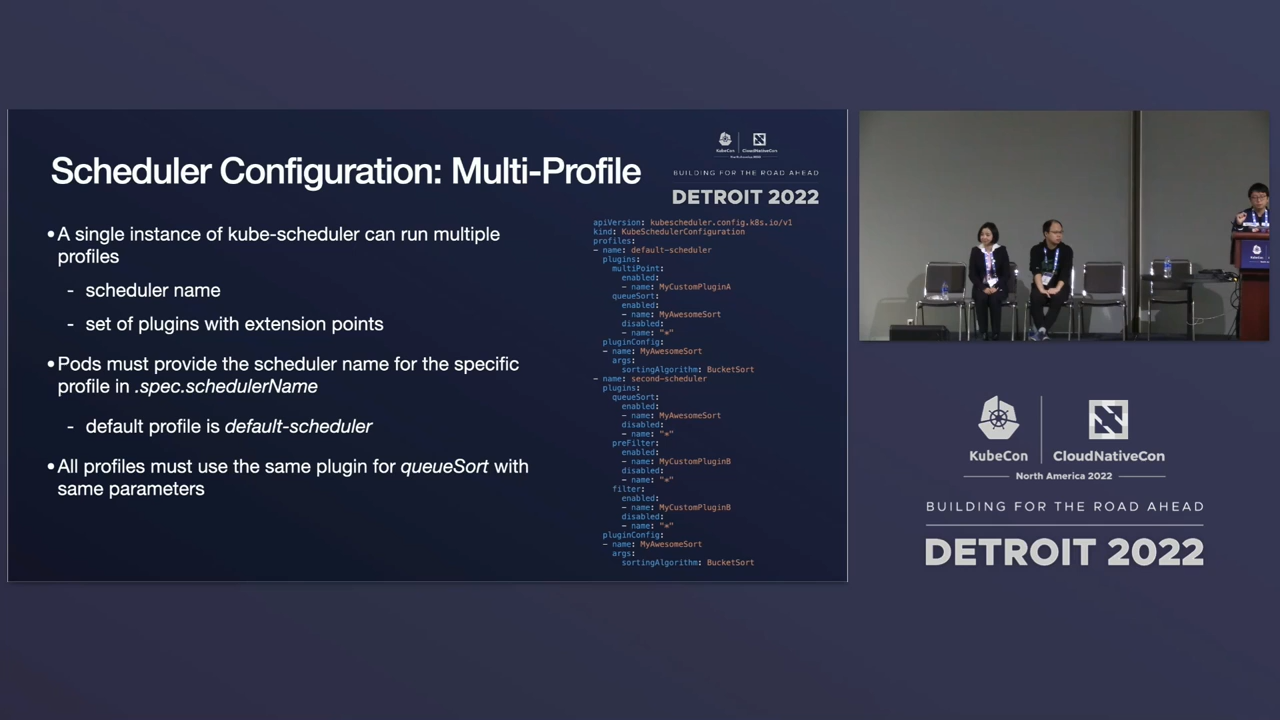 Scheduler Configuration: Multi-Profile
KubeCon
CloudNativeCon
North America 2022
BUILDING FOR THE ROAD AHEAD
DETROIT 2022
•A single instance of kube-scheduler can run multiple
profiles
- scheduler name
- set of plugins with extension points
•Pods must provide the scheduler name for the specific
profile in .spec.schedulerName
- default profile is default-scheduler
•All profiles must use the same plugin for queueSort with
same parameters
apiVersion: kubescheduler.config.k8s.io/v1
kind: KubeSchedulerConfiguration
profiles:
- name: default-scheduler
plugins:
multiPoint:
enabled:
- name: MyCustomPluginA
queueSort:
enabled:
- name: MyAwesomeSort
disabled:
- name: "*"
pluginConfig:
- name: MyAwesomeSort
args:
sortingAlgorithm: BucketSort
- name: second-scheduler
plugins:
queueSort:
enabled:
- name: MyAwesomeSort
disabled:
- name: "*"
preFilter:
enabled:
- name: MyCustomPluginB
disabled:
- name: "*"
filter:
enabled:
- name: MyCustomPluginB
disabled:
- name: "*"
pluginConfig:
- name: MyAwesomeSort
args:
sortingAlgorithm: BucketSort
KubeCon
CloudNativeCon
North America 2022
BUILDING FOR THE ROAD AHEAD
DETROIT 2022